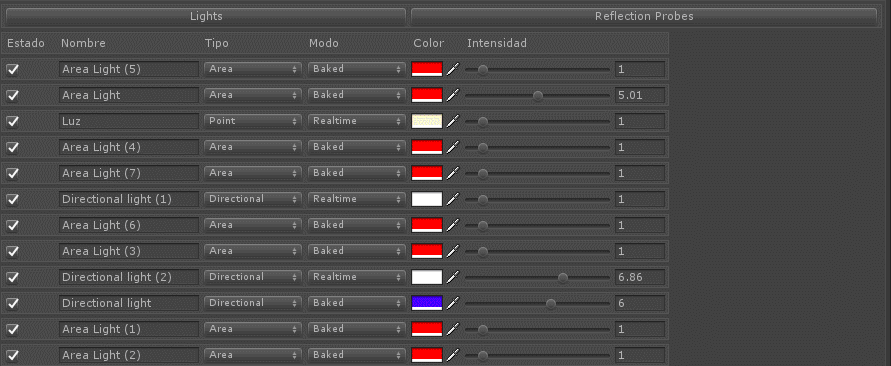 Lights Reflection Probes
Estado Nombre Tipo Modo Color Intensidad
Area Light (5) Area Baked 1
Area Light Area Baked 5.01
Luz Point Realtime 1
Area Light (4) Area Baked 1
Area Light (7) Area Baked 1
Directional light (1) Directional Realtime 1
Area Light (6) Area Baked 1
Area Light (3) Area Baked 1
Directional light (2) Directional Realtime 6.86
Directional light Directional Baked 6
Area Light (1) Area Baked 1
Area Light (2) Area Baked 1